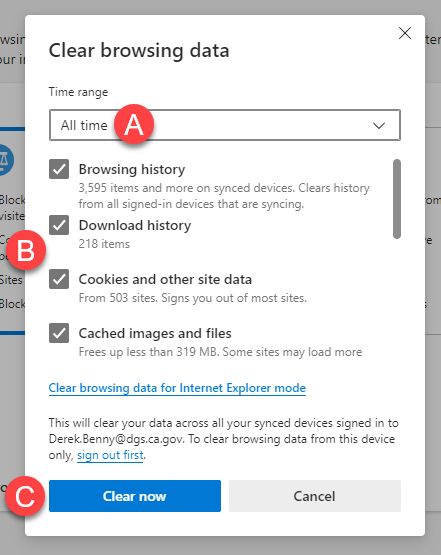 Clear browsing data
Time range
All time
A
Browsing history
3,595 items and more on synced devices. Clears history
from all signed-in devices that are syncing.
Download history
218 items
B
Cookies and other site data
From 503 sites. Signs you out of most sites.
Cached images and files
Frees up less than 319 MB. Some sites may load more
Clear browsing data for Internet Explorer mode
This will clear your data across all your synced devices signed in to
Derek.Benny@dgs.ca.gov. To clear browsing data from this device
only, sign out first.
C
Clear now
Cancel
Block
visite
Sites
Block